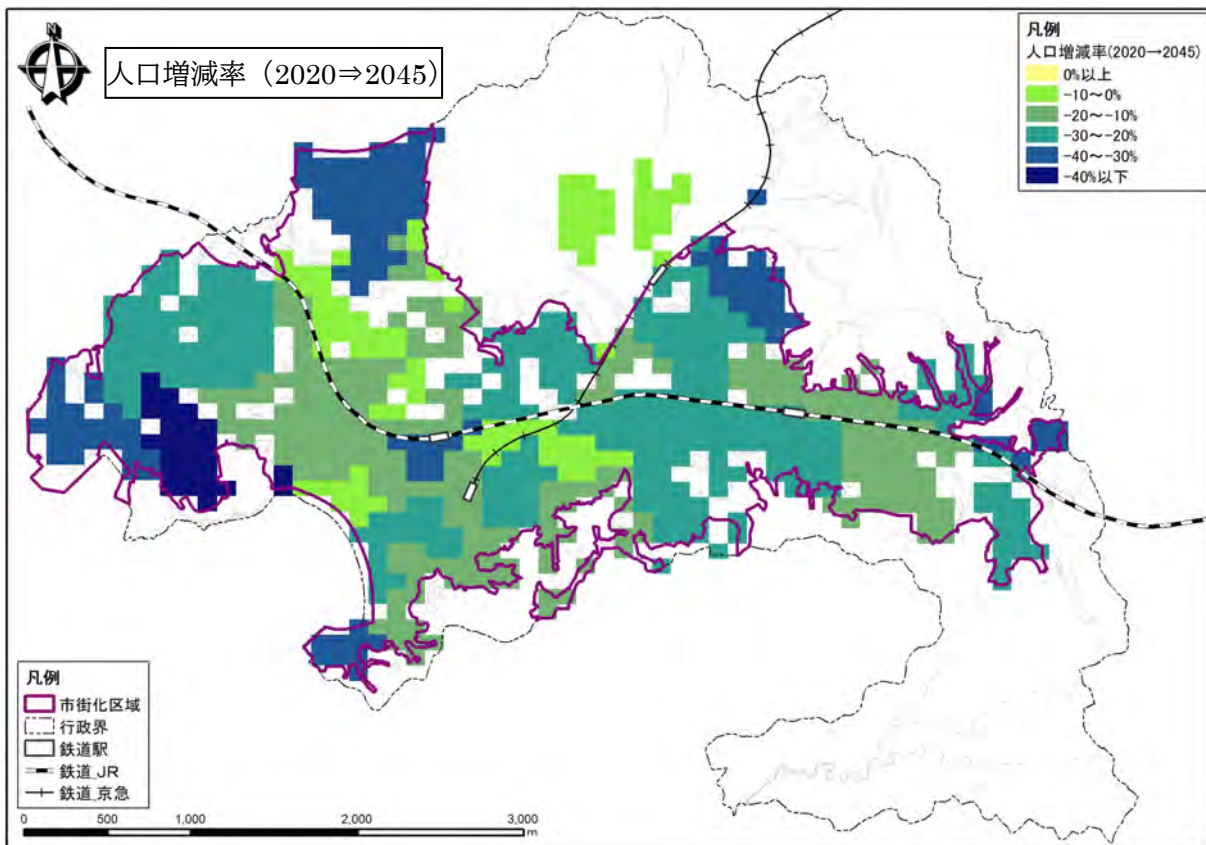 N
人口増減率（2020⇒2045）
凡例
人口増減率(2020→2045)
0%以上
-10～0%
-20～-10%
-30～-20%
-40～-30%
-40%以下
凡例
市街化区域
行政界
鉄道駅
鉄道_JR
鉄道_京急
0 500 1,000 2,000 3,000
m